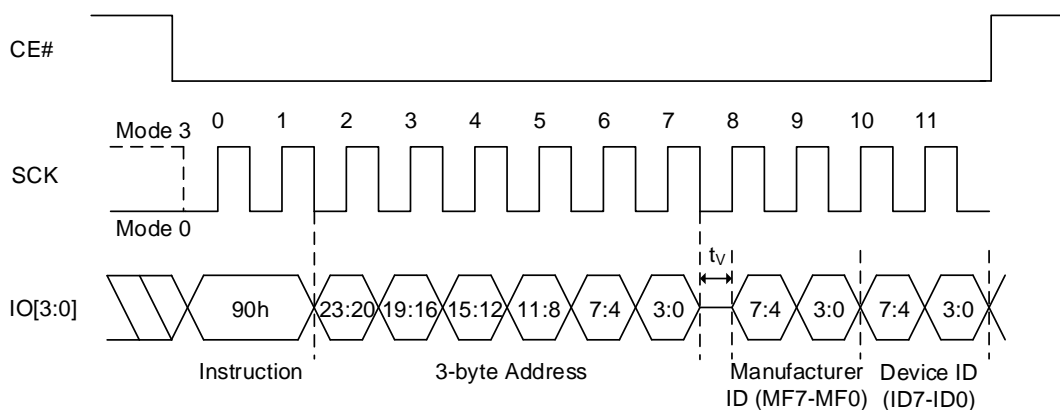 CE#
0 1 2 3 4 5 6 7 8 9 10 11
Mode 3
SCK
Mode 0
tV
IO[3:0]
90h 23:20 19:16 15:12 11:8 7:4 3:0 7:4 3:0 7:4 3:0
Instruction 3-byte Address Manufacturer Device ID
ID (MF7-MF0) (ID7-ID0)